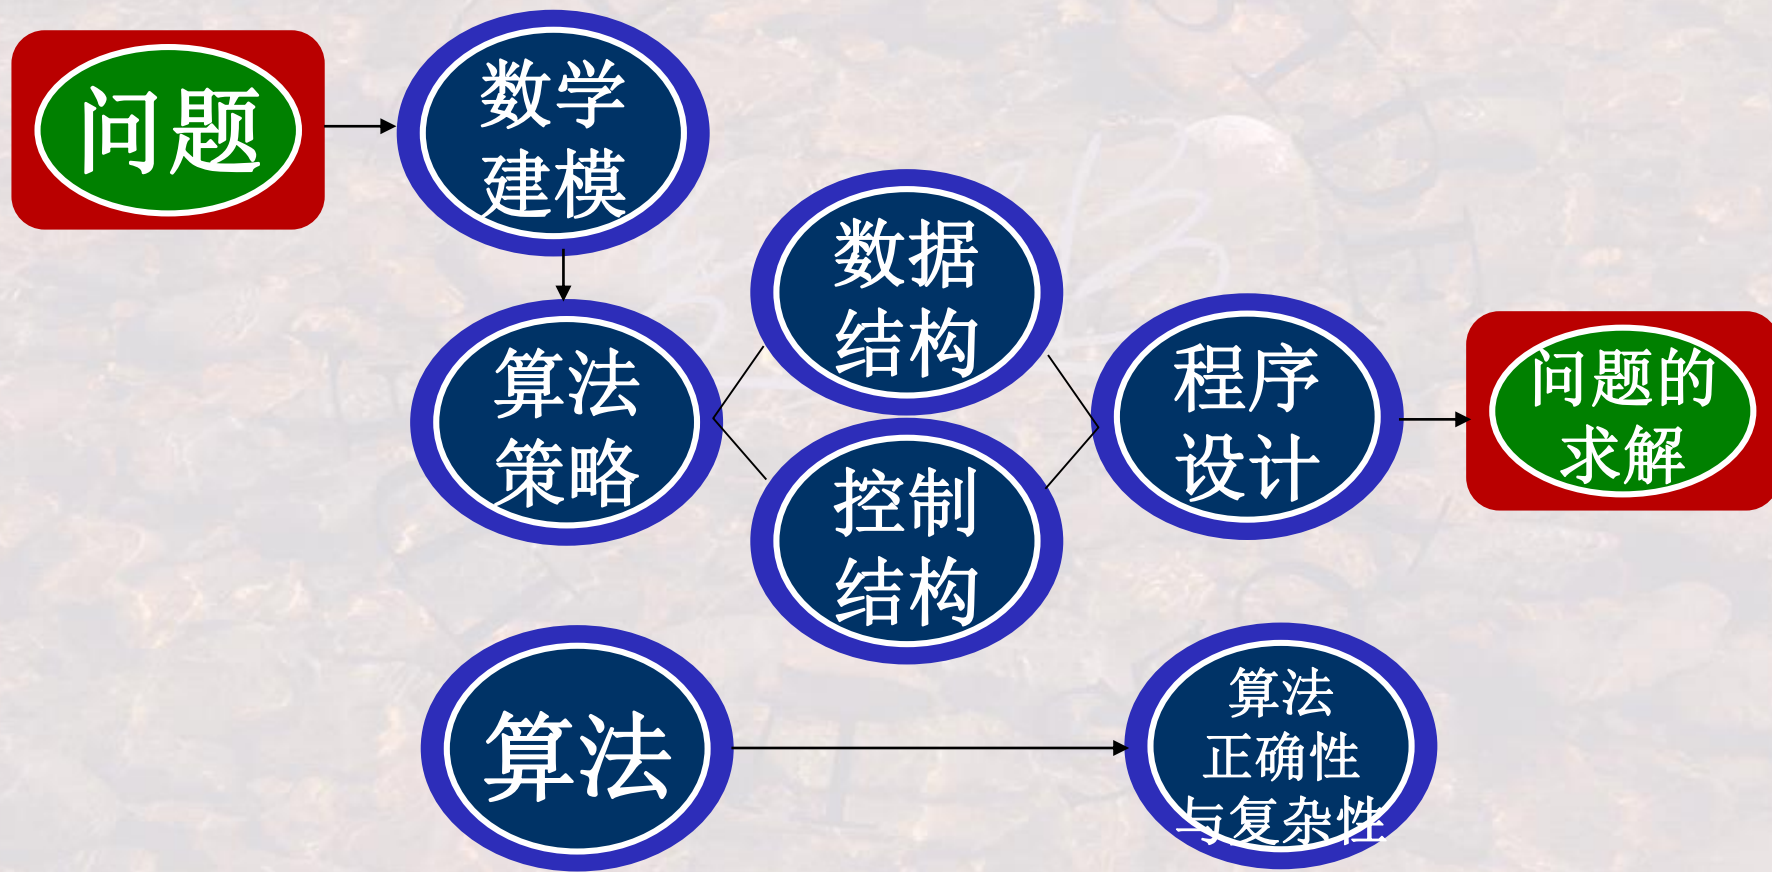 问题
数学
建模
数据
结构
算法
策略
控制
结构
程序
设计
问题的
求解
算法
算法
正确性
与复杂性